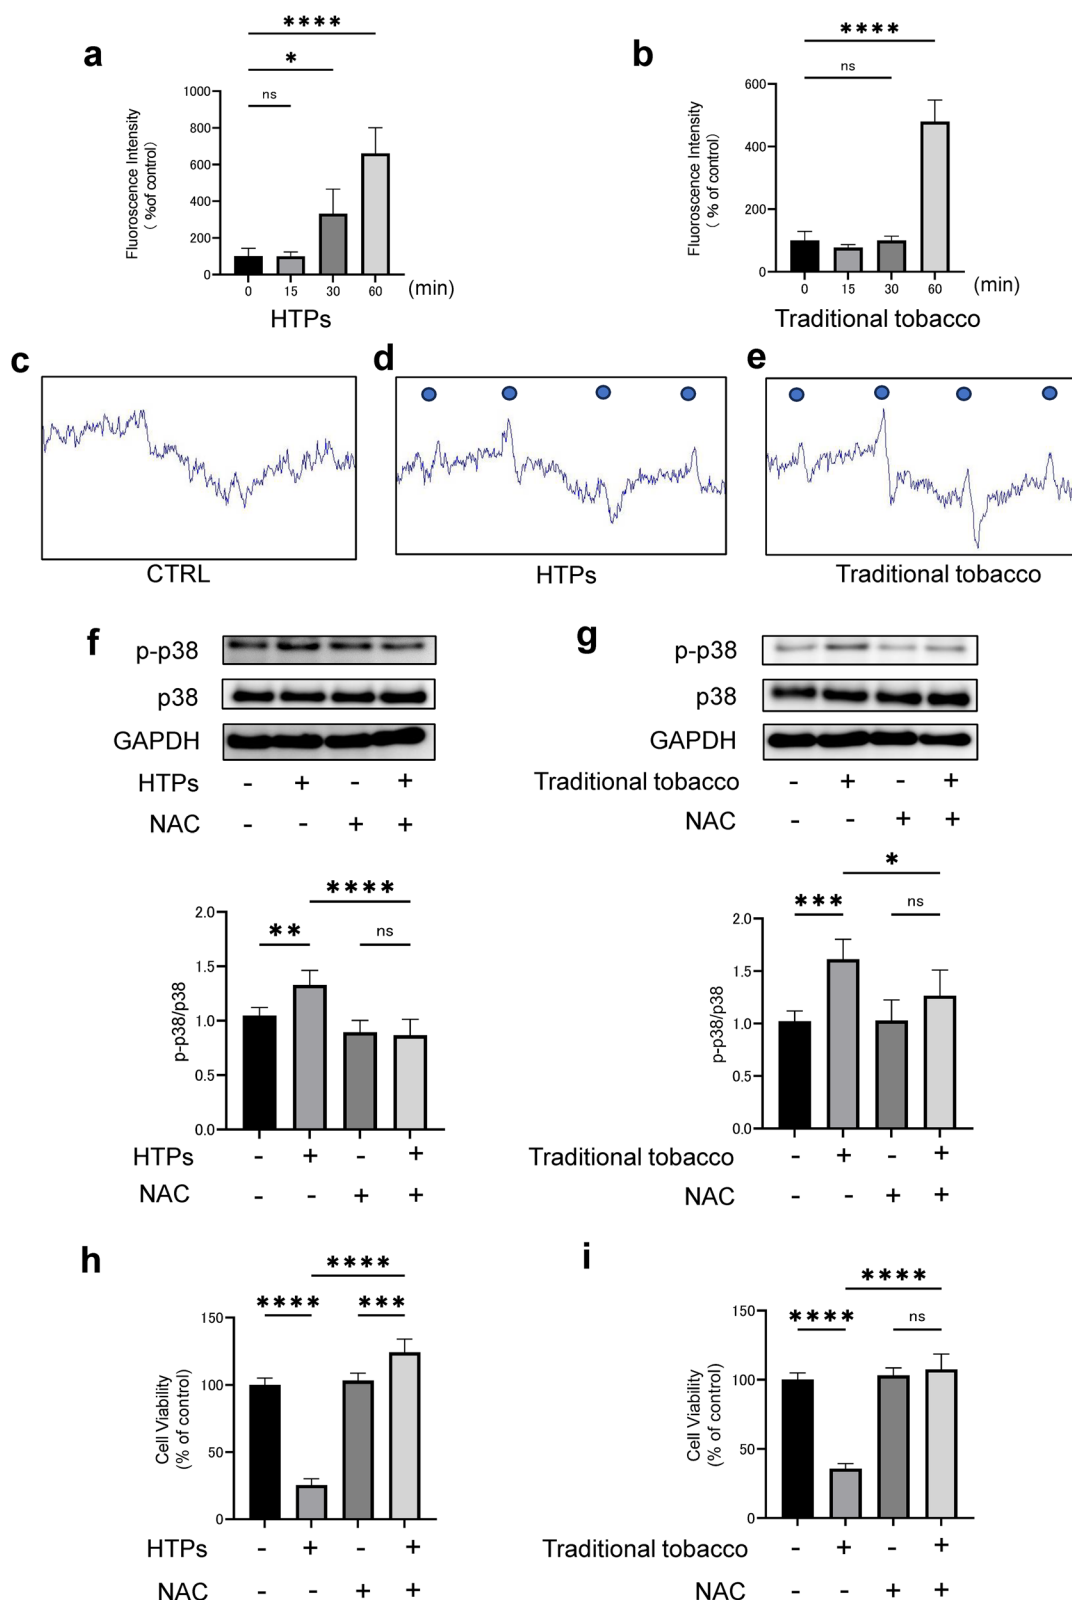 a
****
*
ns
Fluoroscence Intensity
( %of control)
1000
800
600
400
200
0
0 15 30 60 (min)
HTPs
b
****
ns
Fluoroscence Intensity
( % of control)
600
400
200
0
0 15 30 60 (min)
Traditional tobacco
c
CTRL
d
HTPs
e
Traditional tobacco
f
p-p38
p38
GAPDH
HTPs - + - +
NAC - - + +
****
** ns
p-p38/p38
2.0
1.5
1.0
0.5
0.0
HTPs - + - +
NAC - - + +
g
p-p38
p38
GAPDH
Traditional tobacco - + - +
NAC - - + +
*
*** ns
p-p38/p38
2.0
1.5
1.0
0.5
0.0
Traditional tobacco - + - +
NAC - - + +
h
****
**** ***
Cell Viability
(% of control)
150
100
50
0
HTPs - + - +
NAC - - + +
i
****
**** ns
Cell Viability
(% of control)
150
100
50
0
Traditional tobacco - + - +
NAC - - + +